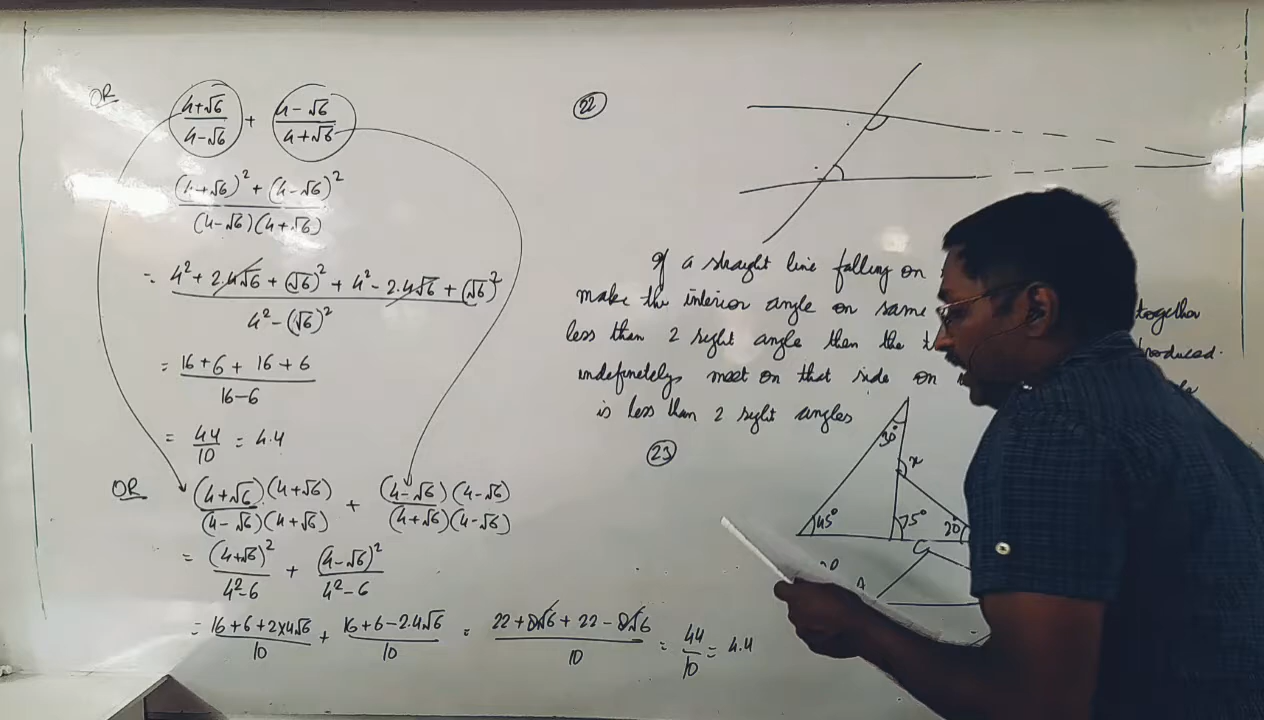 OR
(4+√6)/(4-√6) + (4-√6)/(4+√6)
((4+√6)² + (4-√6)²)/((4-√6)(4+√6))
= (4² + 2.4√6 + (√6)² + 4² - 2.4√6 + (√6)²)/(4² - (√6)²)
= (16+6+16+6)/(16-6)
= 44/10 = 4.4
OR ((4+√6)(4+√6))/((4-√6)(4+√6)) + ((4-√6)(4-√6))/((4+√6)(4-√6))
= (4+√6)²/(4²-6) + (4-√6)²/(4²-6)
= (16+6+2×4√6)/10 + (16+6-2.4√6)/10 = (22+8√6+22-8√6)/10 = 44/10 = 4.4
22
If a straight line falling on
make the interior angle on same together
less than 2 right angle then the produced.
indefinetely meet on that side on
is less than 2 right angles
23
30°
x
45° 75° 20°
C
A